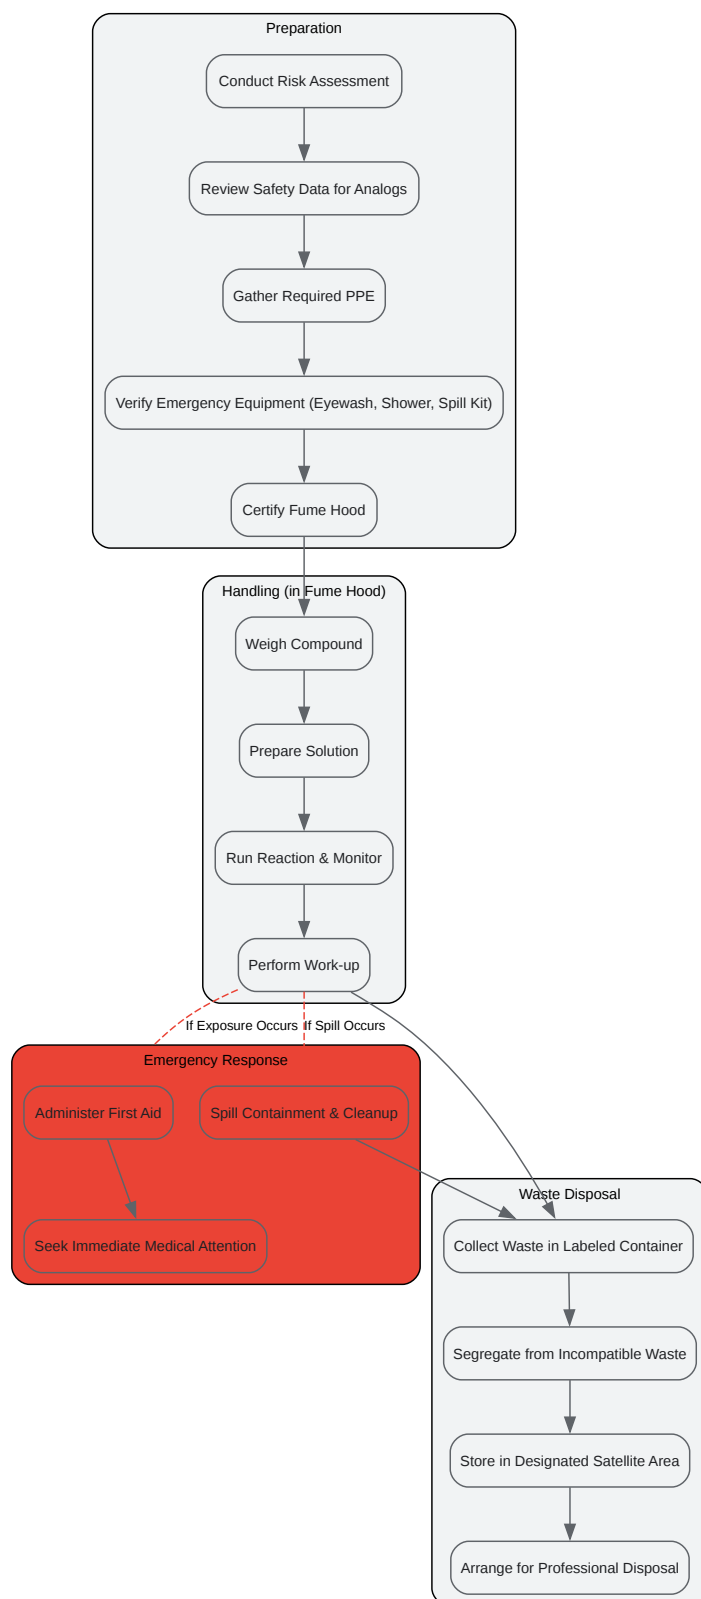 Preparation
Conduct Risk Assessment
Review Safety Data for Analogs
Gather Required PPE
Verify Emergency Equipment (Eyewash, Shower, Spill Kit)
Certify Fume Hood
Handling (in Fume Hood)
Weigh Compound
Prepare Solution
Run Reaction & Monitor
Perform Work-up
If Exposure Occurs
If Spill Occurs
Emergency Response
Administer First Aid
Spill Containment & Cleanup
Seek Immediate Medical Attention
Waste Disposal
Collect Waste in Labeled Container
Segregate from Incompatible Waste
Store in Designated Satellite Area
Arrange for Professional Disposal